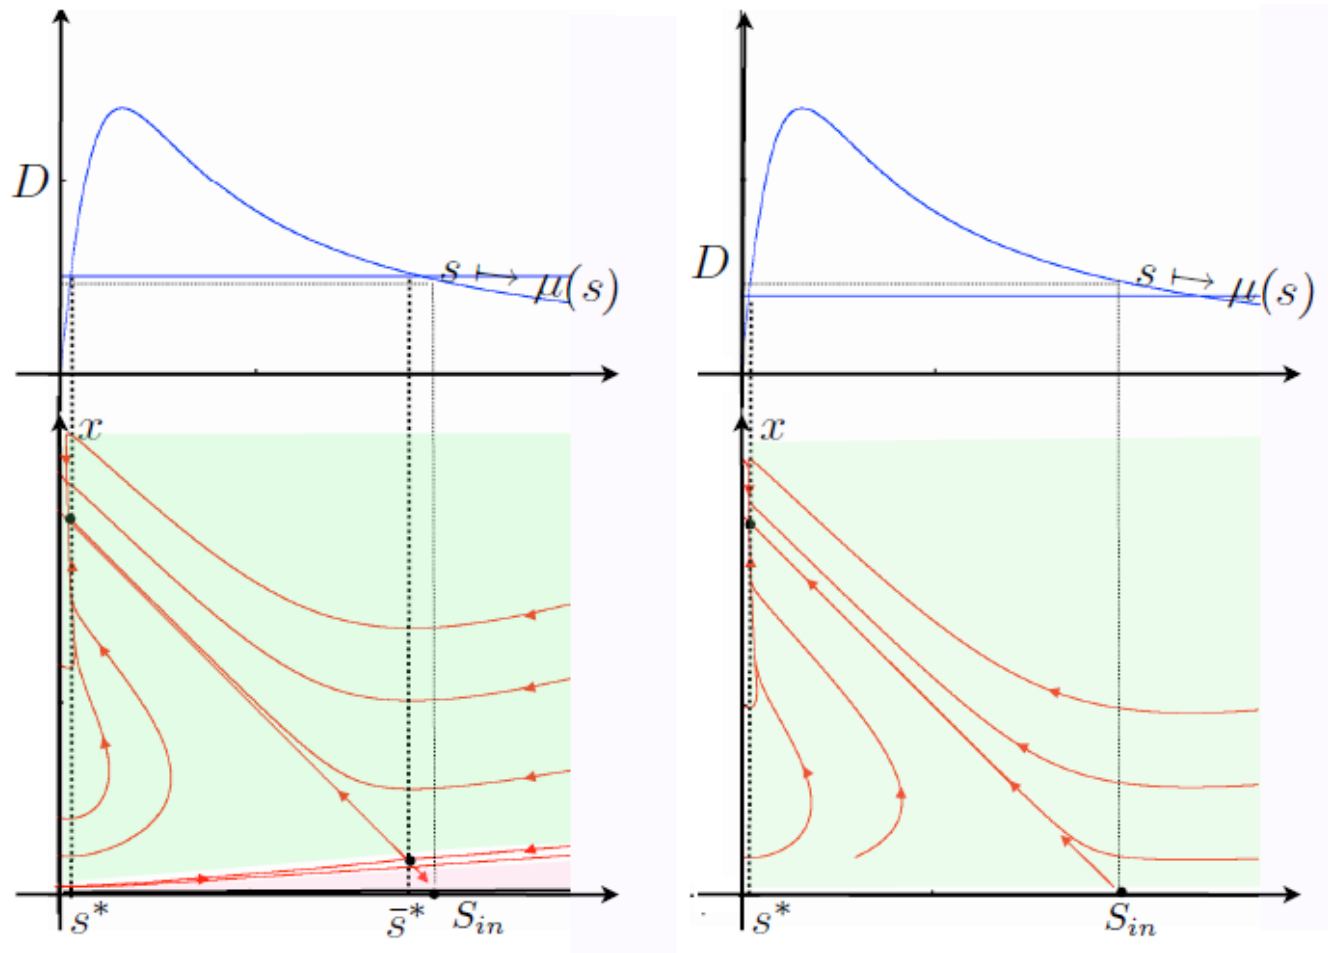 D
s ⟼ μ(s)
x
s* s̄* S_in
D
s ⟼ μ(s)
x
s* S_in